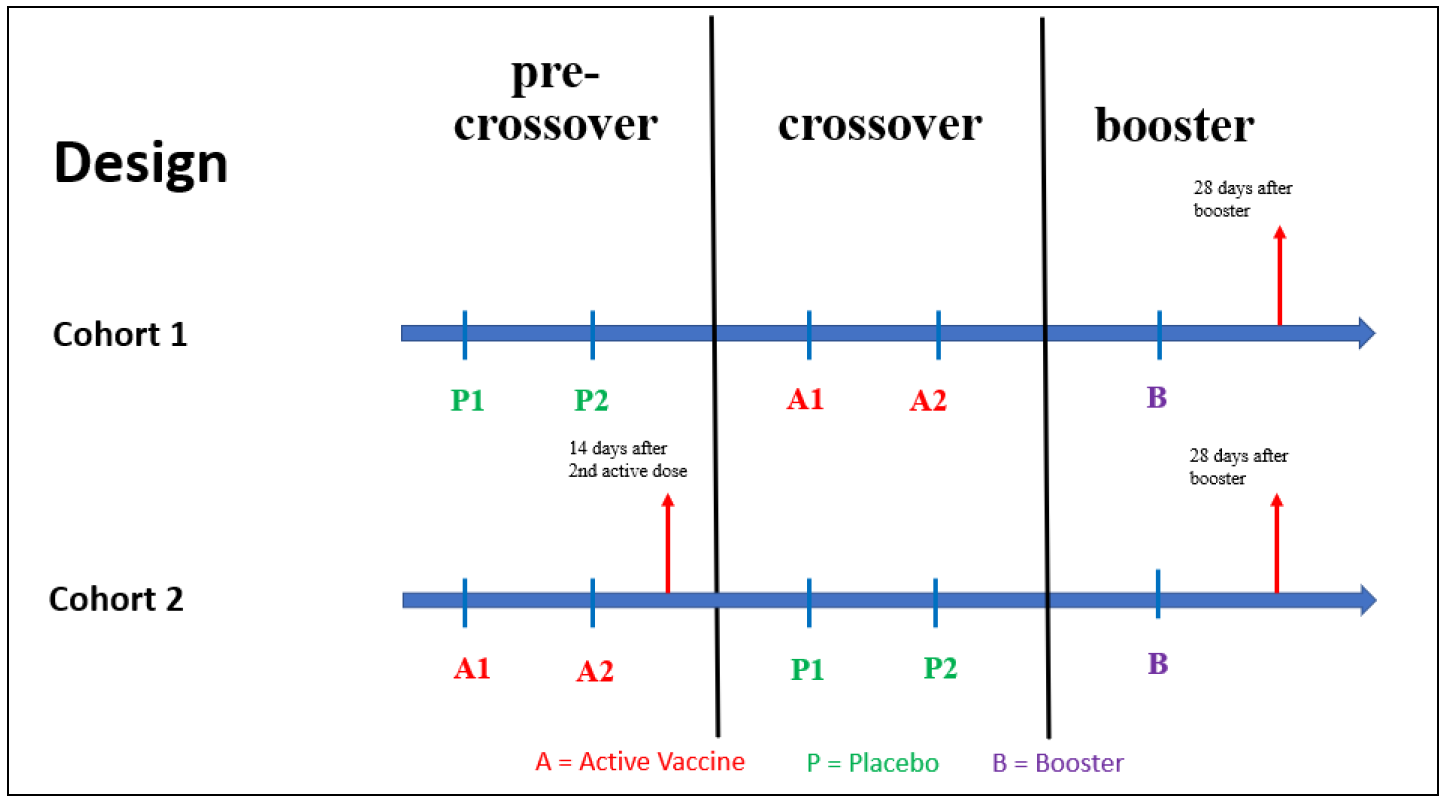 pre-
crossover
crossover
booster
Design
28 days after
booster
Cohort 1
P1
P2
A1
A2
B
14 days after
2nd active dose
28 days after
booster
Cohort 2
A1
A2
P1
P2
B
A = Active Vaccine
P = Placebo
B = Booster